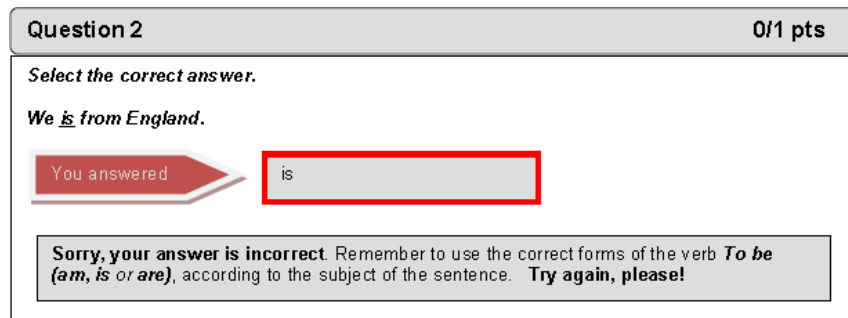 Question 2 0/1 pts
Select the correct answer.
We is from England.
You answered is
Sorry, your answer is incorrect. Remember to use the correct forms of the verb To be
(am, is or are), according to the subject of the sentence. Try again, please!